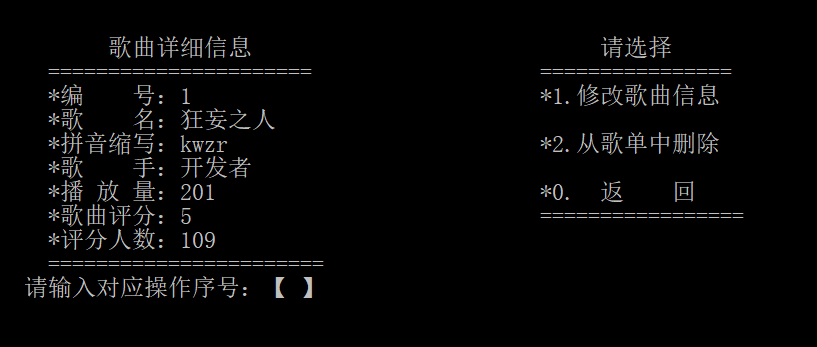 歌曲详细信息
======================
*编    号：1
*歌    名：狂妄之人
*拼音缩写：kwzr
*歌    手：开发者
*播 放 量：201
*歌曲评分：5
*评分人数：109
=======================
请输入对应操作序号：【 】
请选择
================
*1.修改歌曲信息
*2.从歌单中删除
*0.  返    回
=================